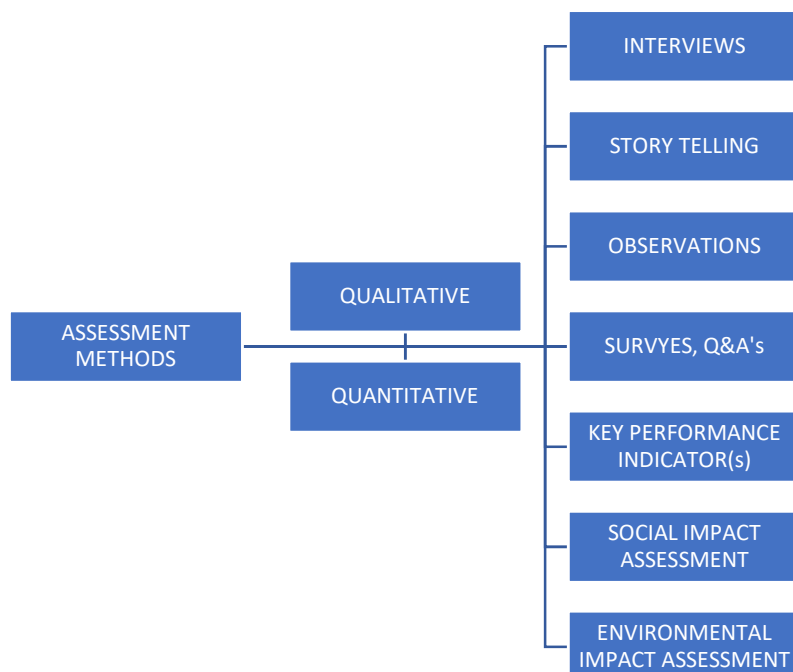 INTERVIEWS
STORY TELLING
OBSERVATIONS
QUALITATIVE
ASSESSMENT
METHODS
SURVYES, Q&A's
QUANTITATIVE
KEY PERFORMANCE
INDICATOR(s)
SOCIAL IMPACT
ASSESSMENT
ENVIRONMENTAL
IMPACT ASSESSMENT